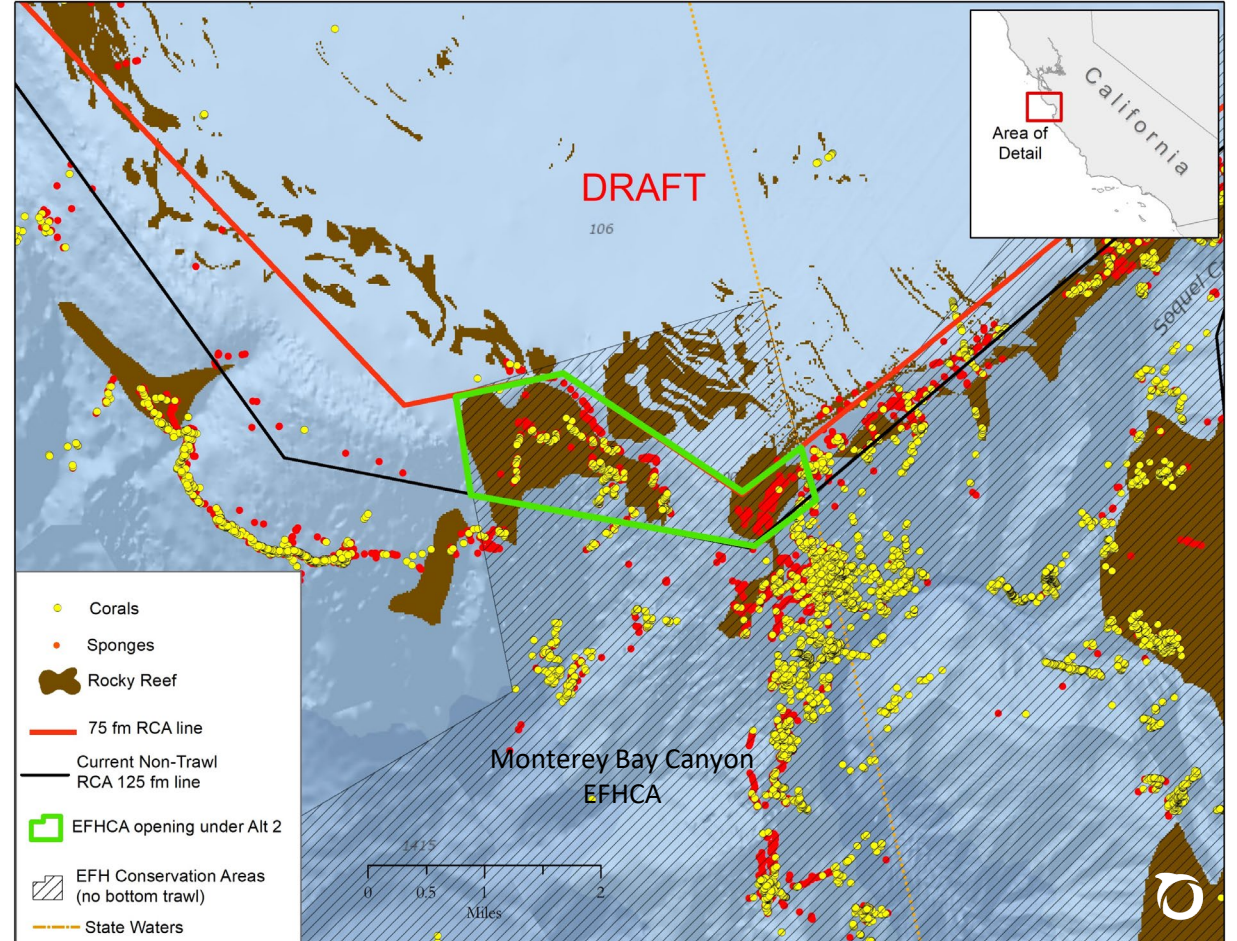 California
Area of
Detail
DRAFT
106
Soquel C
Monterey Bay Canyon
EFHCA
1415
0
0.5
1
2
Miles
Corals
Sponges
Rocky Reef
75 fm RCA line
Current Non-Trawl
RCA 125 fm line
EFHCA opening under Alt 2
EFH Conservation Areas
(no bottom trawl)
State Waters